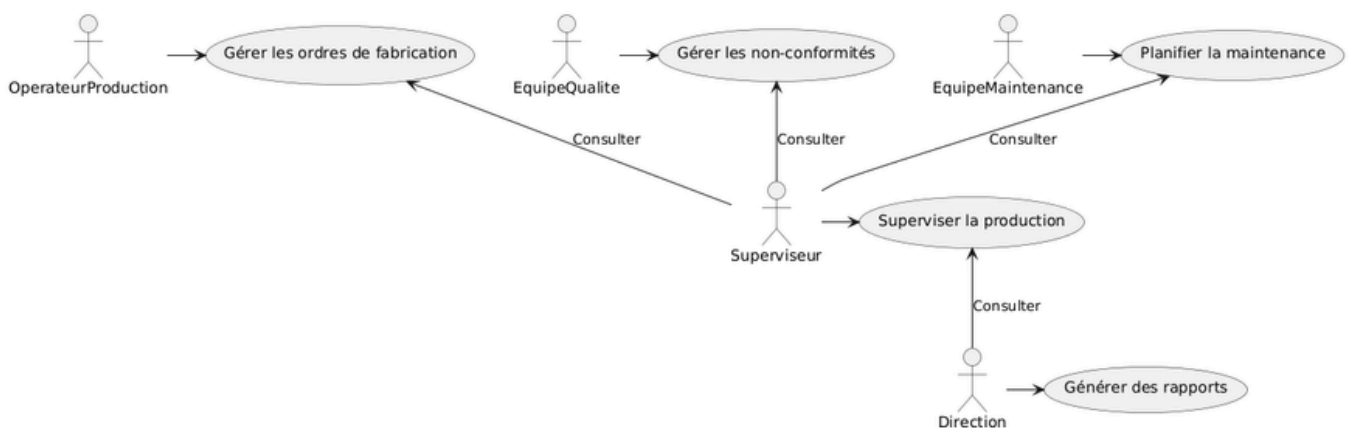 Gérer les ordres de fabrication
Gérer les non-conformités
Planifier la maintenance
OperateurProduction
EquipeQualite
EquipeMaintenance
Consulter
Consulter
Consulter
Superviser la production
Superviseur
Consulter
Générer des rapports
Direction